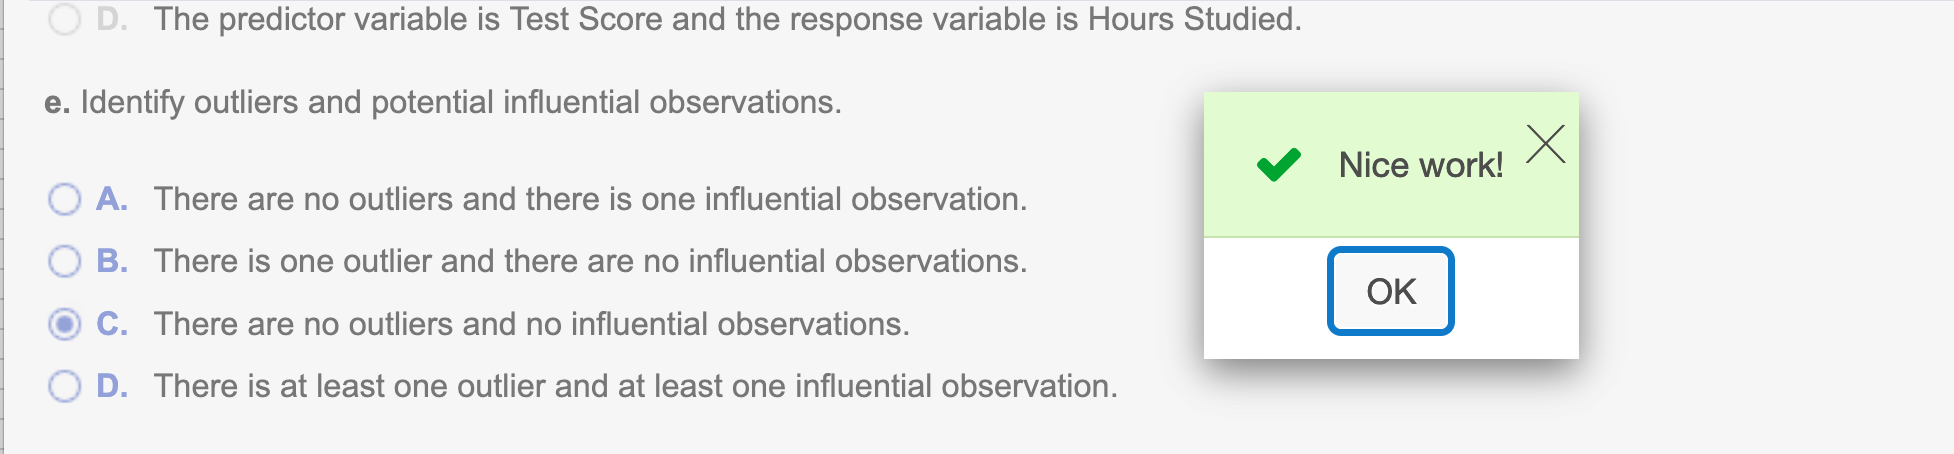 D. The predictor variable is Test Score and the response variable is Hours Studied.
e. Identify outliers and potential influential observations.
Nice work!
OK
A. There are no outliers and there is one influential observation.
B. There is one outlier and there are no influential observations.
C. There are no outliers and no influential observations.
D. There is at least one outlier and at least one influential observation.